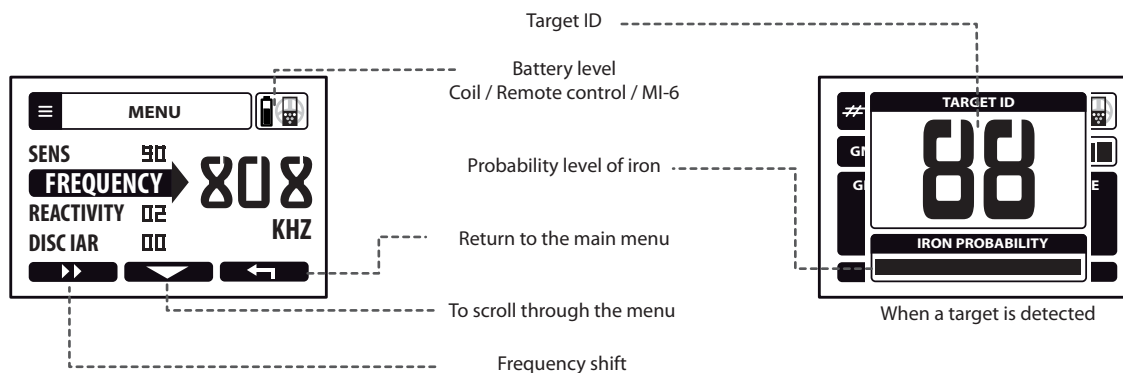 Target ID
Battery level
Coil / Remote control / MI-6
MENU
SENS 90
FREQUENCY
REACTIVITY 02
DISC IAR 00
808
KHZ
Probability level of iron
Return to the main menu
To scroll through the menu
Frequency shift
TARGET ID
88
IRON PROBABILITY
When a target is detected